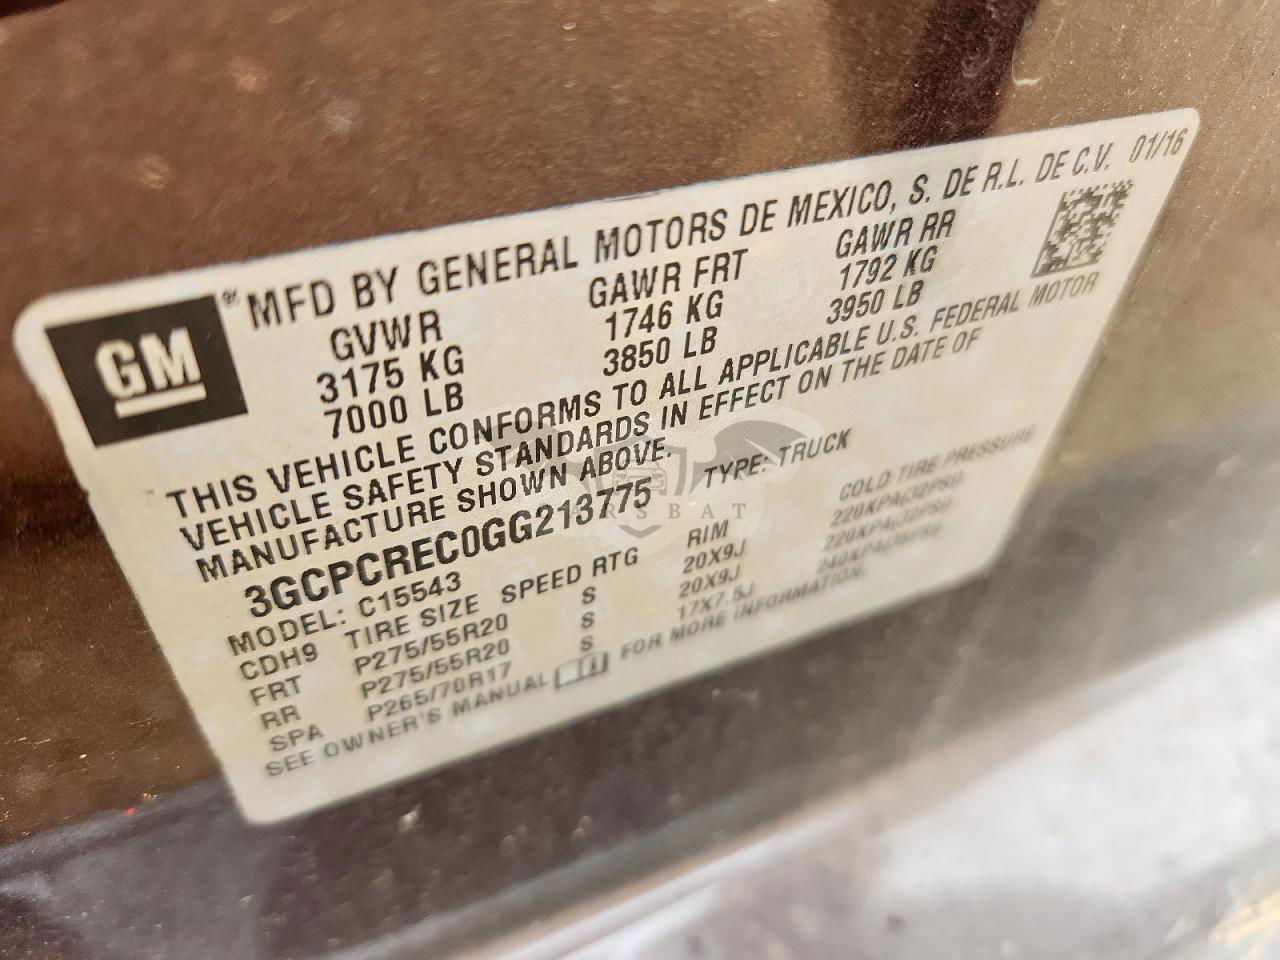 MFD BY GENERAL MOTORS DE MEXICO, S. DE R.L. DE C.V. 01/16
GM
GVWR GAWR FRT GAWR RR
3175 KG 1746 KG 1792 KG
7000 LB 3850 LB 3950 LB
THIS VEHICLE CONFORMS TO ALL APPLICABLE U.S. FEDERAL MOTOR
VEHICLE SAFETY STANDARDS IN EFFECT ON THE DATE OF
MANUFACTURE SHOWN ABOVE.
3GCPCREC0GG213775 TYPE: TRUCK
MODEL: C15543
CDH9 TIRE SIZE SPEED RTG RIM COLD TIRE PRESSURE
FRT P275/55R20 S 20X9J 220KPA(32PSI)
RR P275/55R20 S 20X9J 220KPA(32PSI)
SPA P265/70R17 S 17X7.5J
SEE OWNER'S MANUAL FOR MORE INFORMATION.